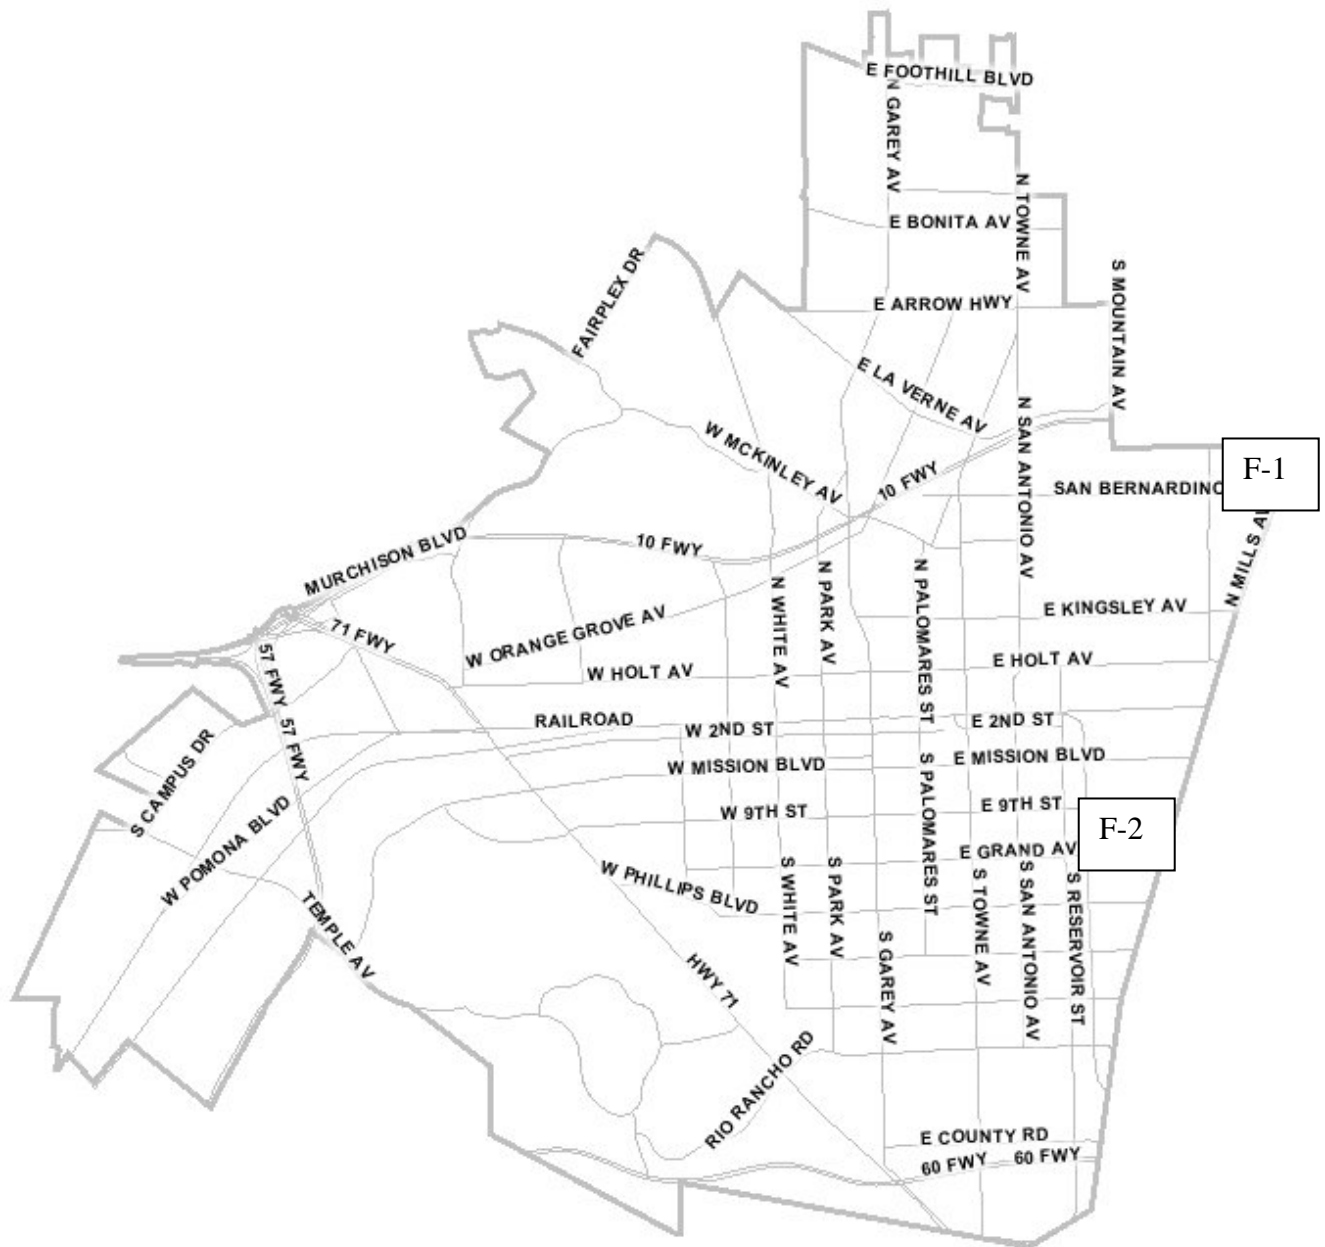 E FOOTHILL BLVD
N GAREY AV
N TOWNE AV
E BONITA AV
S MOUNTAIN AV
FAIRPLEX DR
E ARROW HWY
E LA VERNE AV
N SAN ANTONIO AV
W MCKINLEY AV
10 FWY
F-1
SAN BERNARDINO
N MILLS A
MURCHISON BLVD
10 FWY
N WHITE AV
N PARK AV
N PALOMARES ST
E KINGSLEY AV
71 FWY
W ORANGE GROVE AV
57 FWY
W HOLT AV
E HOLT AV
RAILROAD
W 2ND ST
E 2ND ST
57 FWY
S CAMPUS DR
W MISSION BLVD
S PALOMARES ST
E MISSION BLVD
W POMONA BLVD
W 9TH ST
E 9TH ST
F-2
E GRAND AV
W PHILLIPS BLVD
S WHITE AV
S PARK AV
S TOWNE AV
S SAN ANTONIO AV
S RESERVOIR ST
TEMPLE AV
S GAREY AV
HWY 71
RIO RANCHO RD
E COUNTY RD
60 FWY
60 FWY